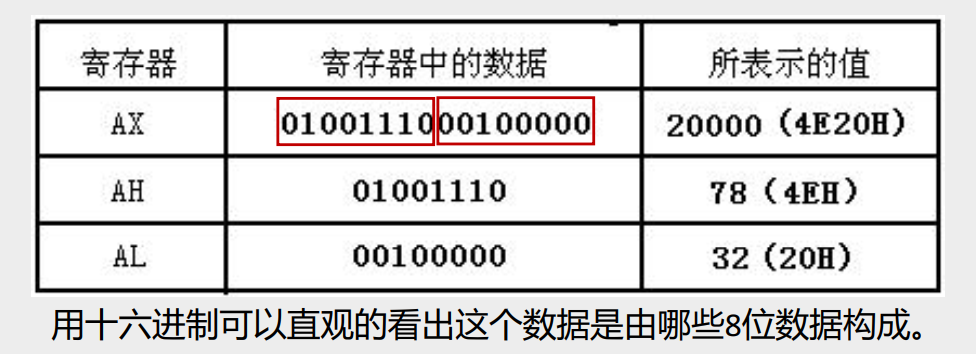 寄存器 寄存器中的数据 所表示的值
AX 0100111000100000 20000（4E20H）
AH 01001110 78（4EH）
AL 00100000 32（20H）
用十六进制可以直观的看出这个数据是由哪些8位数据构成。